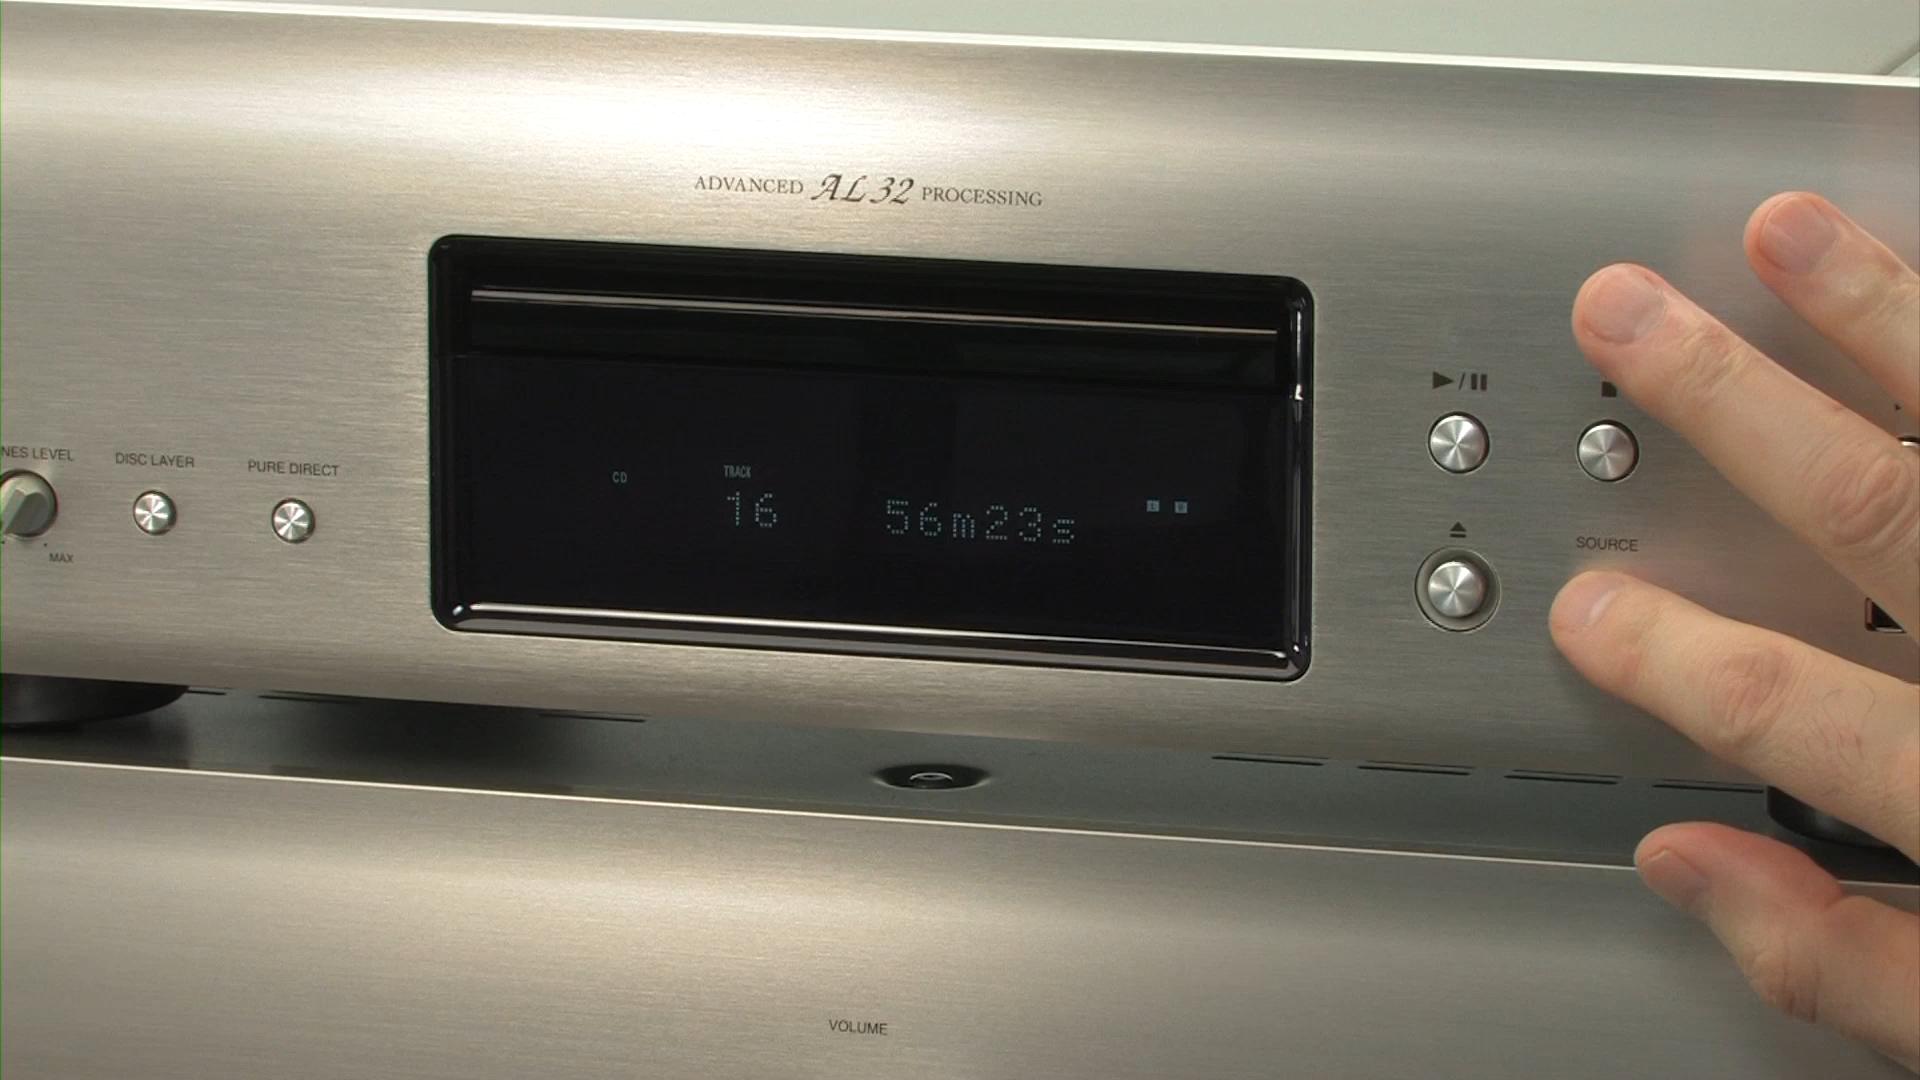 ADVANCED AL32 PROCESSING
NES LEVEL
DISC LAYER
PURE DIRECT
MAX
CD
TRACK
16 56m23s
SOURCE
VOLUME